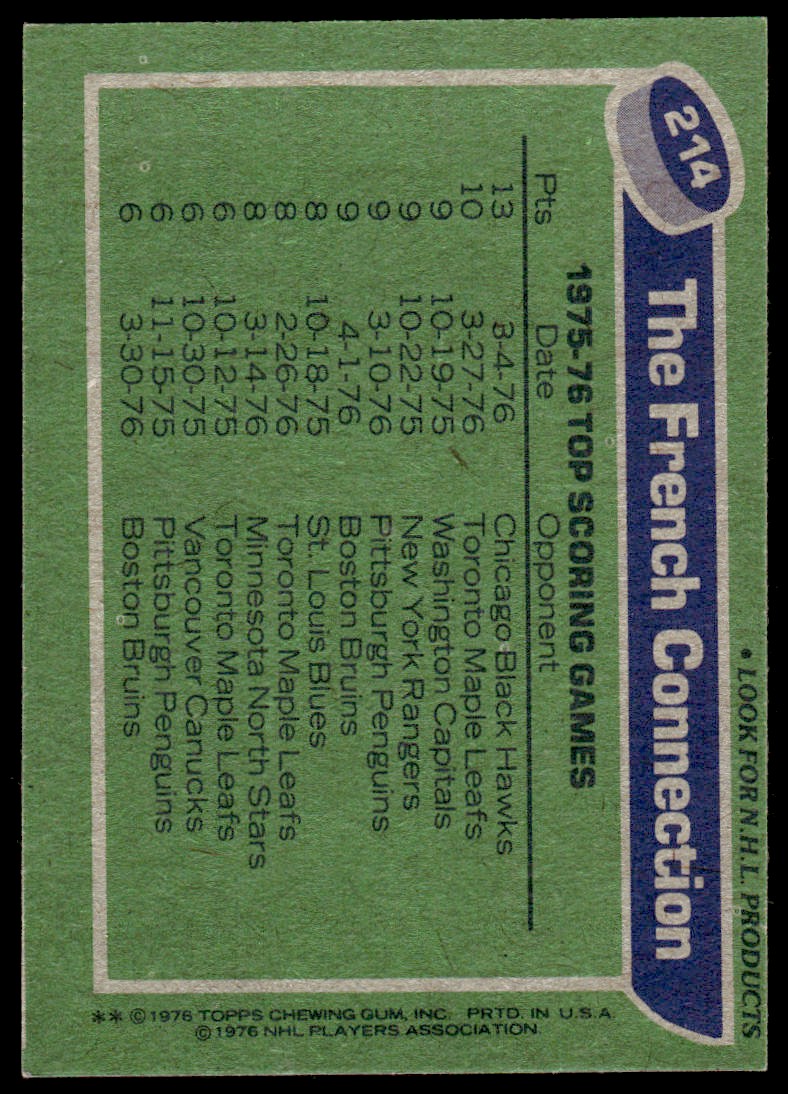 • LOOK FOR N.H.L. PRODUCTS
214 The French Connection
1975-76 TOP SCORING GAMES
Pts Date Opponent
13 3-4-76 Chicago Black Hawks
10 3-27-76 Toronto Maple Leafs
9 10-19-75 Washington Capitals
9 10-22-75 New York Rangers
9 3-10-76 Pittsburgh Penguins
9 4-1-76 Boston Bruins
8 10-18-75 St. Louis Blues
8 2-26-76 Toronto Maple Leafs
8 3-14-76 Minnesota North Stars
6 10-12-75 Toronto Maple Leafs
6 10-30-75 Vancouver Canucks
6 11-15-75 Pittsburgh Penguins
6 3-30-76 Boston Bruins
** ©1976 TOPPS CHEWING GUM, INC. PRTD. IN U.S.A.
©1976 NHL PLAYERS ASSOCIATION